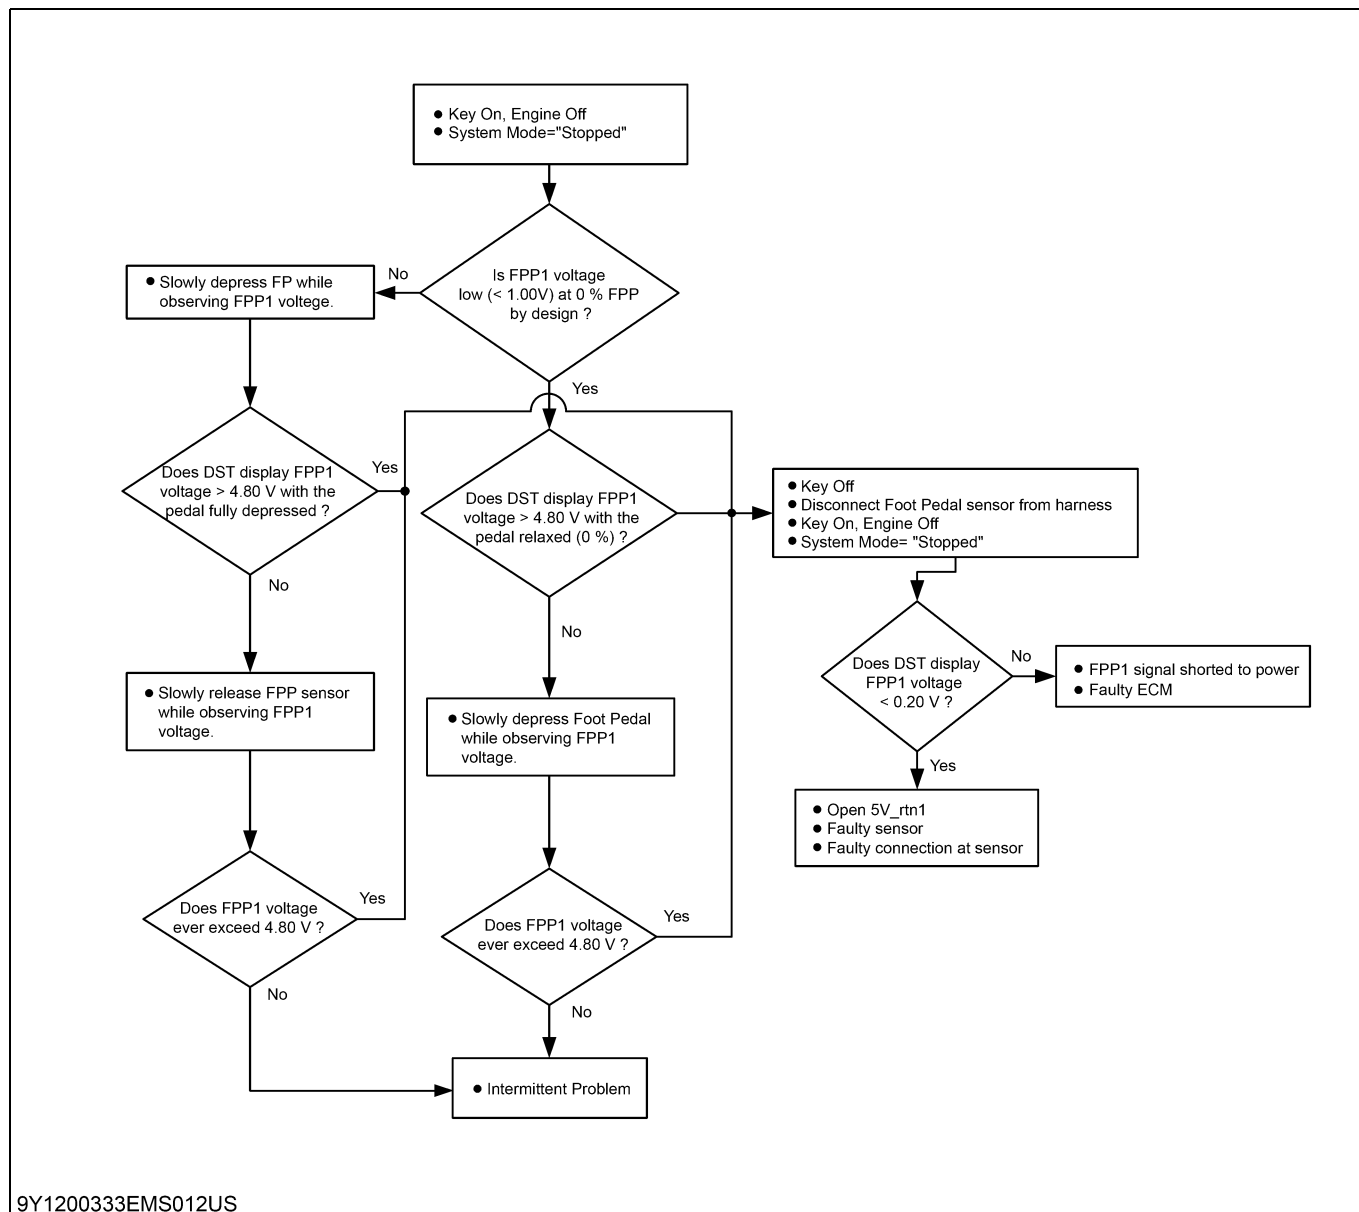 ● Key On, Engine Off
● System Mode="Stopped"
Is FPP1 voltage
low (< 1.00V) at 0 % FPP
by design ?
No
● Slowly depress FP while
observing FPP1 voltege.
Yes
Does DST display FPP1
voltage > 4.80 V with the
pedal fully depressed ?
Yes
No
Does DST display FPP1
voltage > 4.80 V with the
pedal relaxed (0 %) ?
No
● Key Off
● Disconnect Foot Pedal sensor from harness
● Key On, Engine Off
● System Mode= "Stopped"
Does DST display
FPP1 voltage
< 0.20 V ?
No
● FPP1 signal shorted to power
● Faulty ECM
Yes
● Open 5V_rtn1
● Faulty sensor
● Faulty connection at sensor
● Slowly release FPP sensor
while observing FPP1
voltage.
● Slowly depress Foot Pedal
while observing FPP1
voltage.
Does FPP1 voltage
ever exceed 4.80 V ?
Yes
No
Does FPP1 voltage
ever exceed 4.80 V ?
Yes
No
● Intermittent Problem
9Y1200333EMS012US